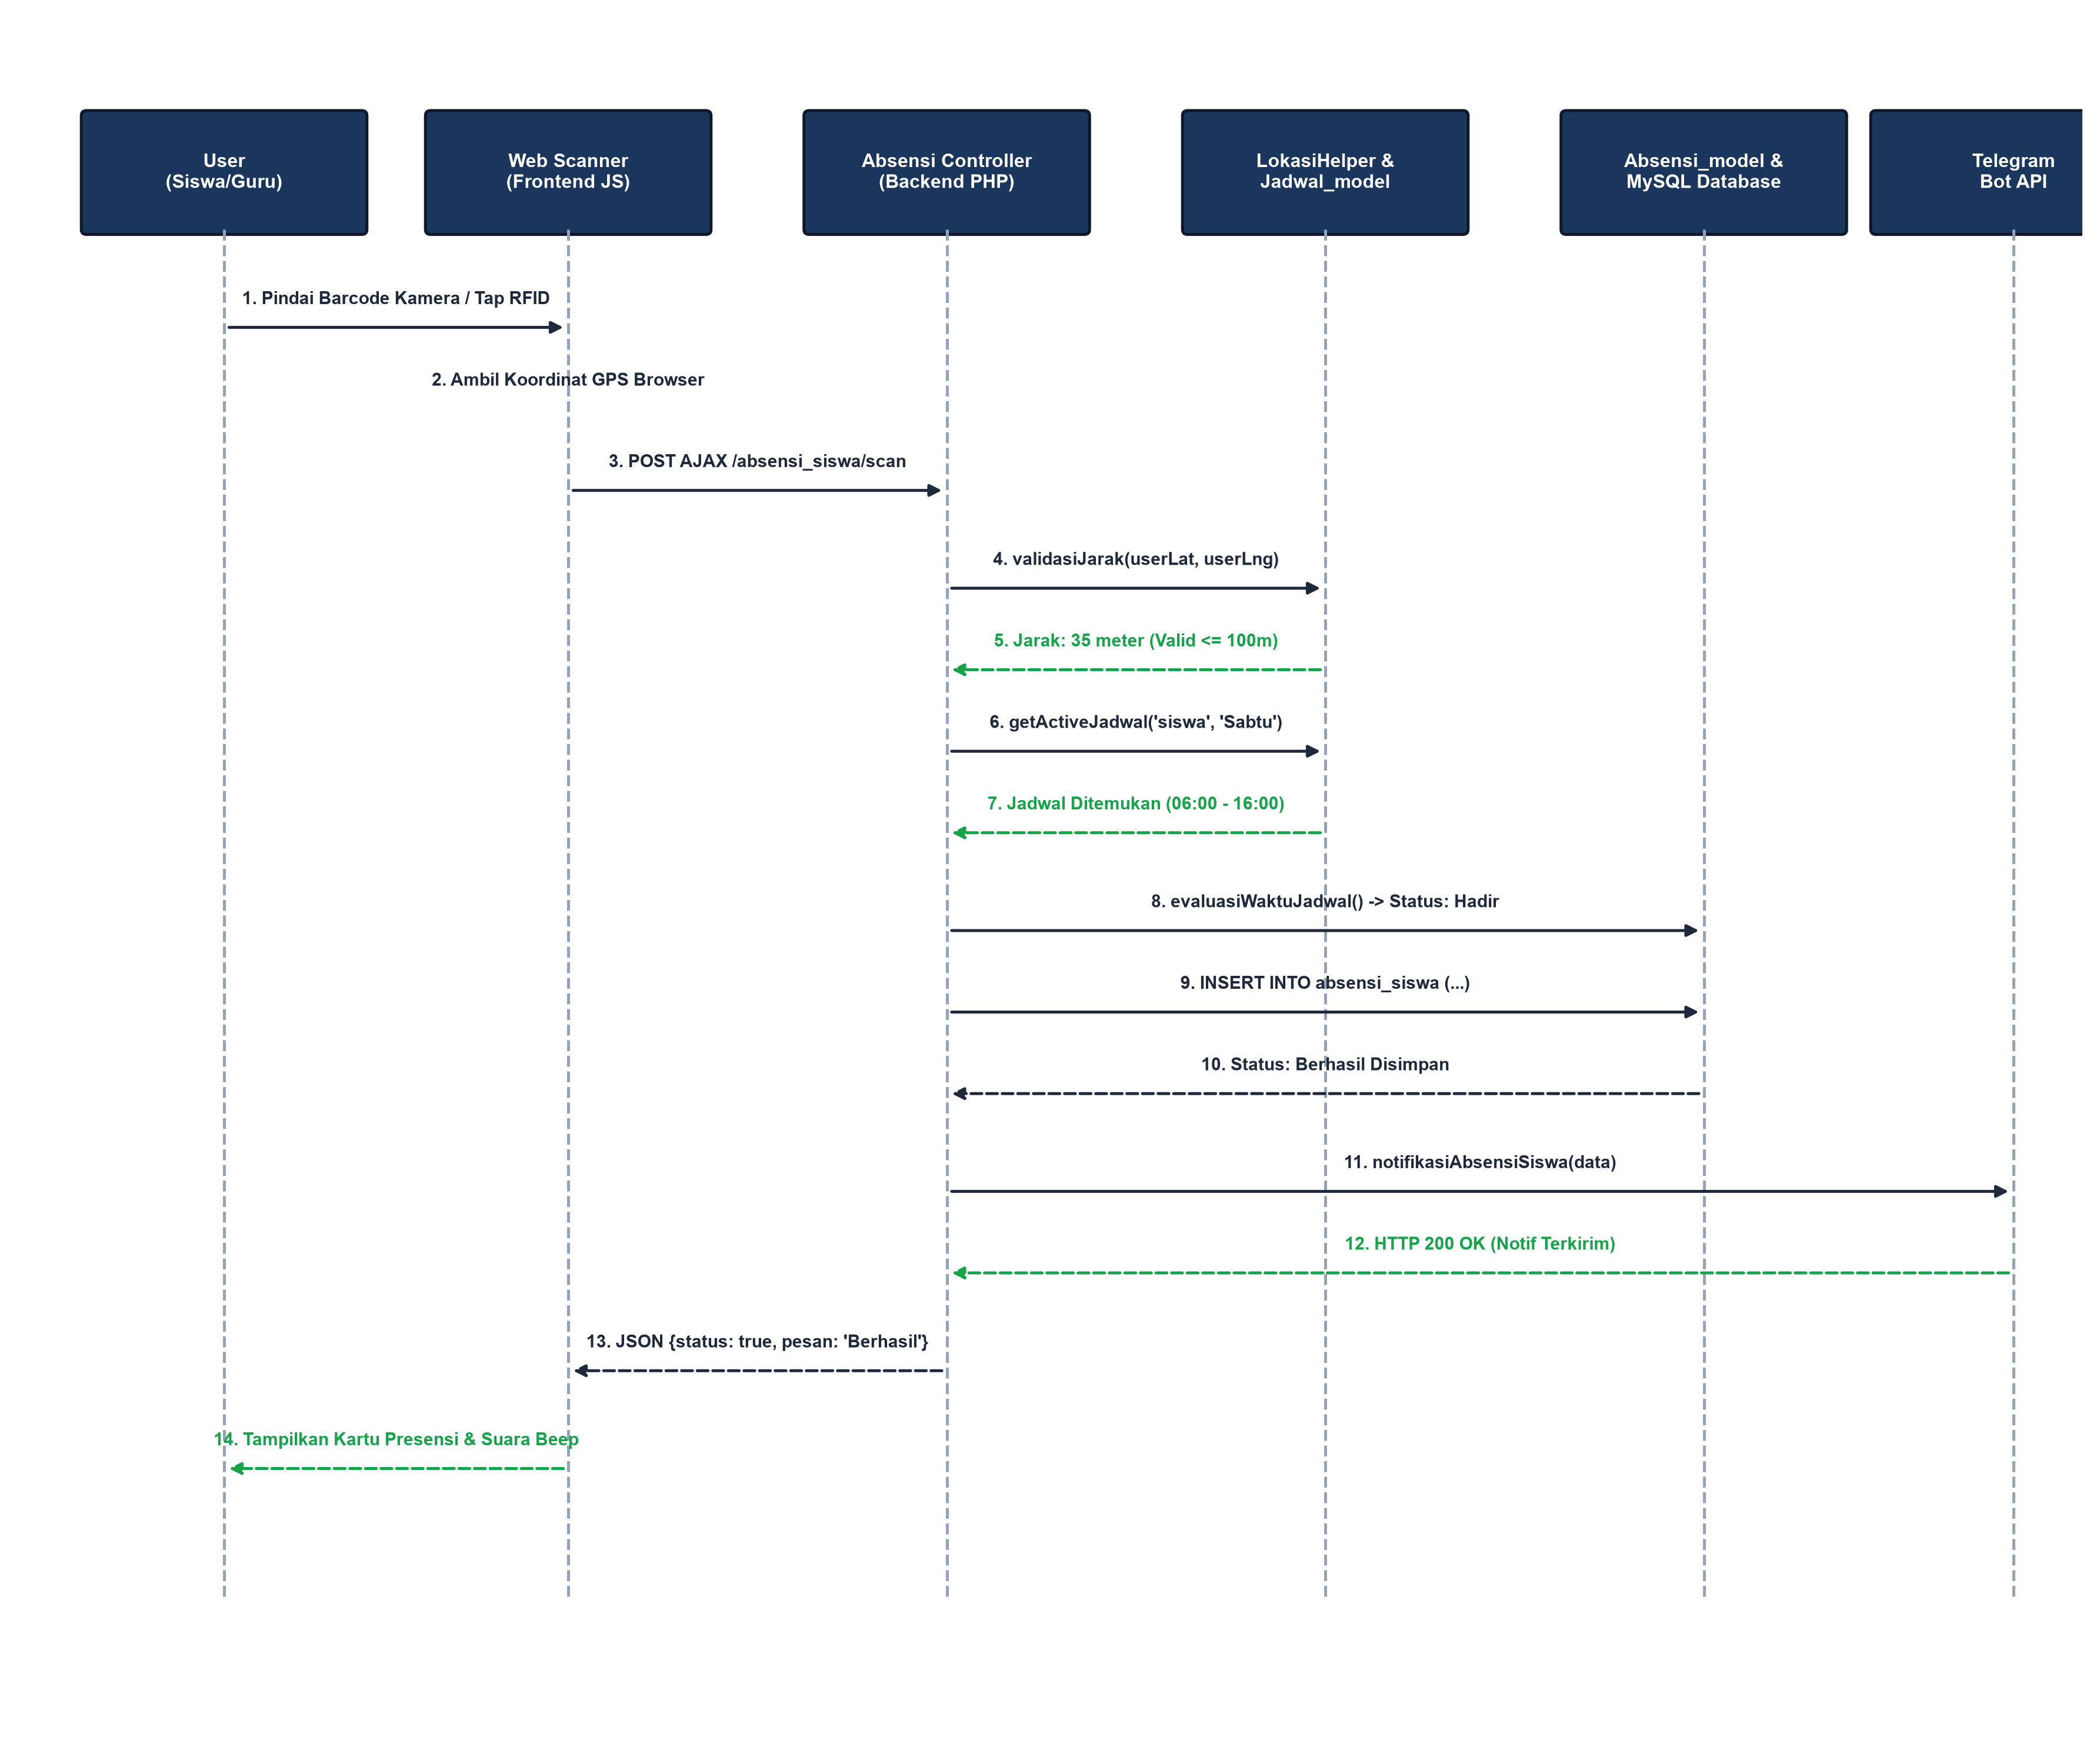 User
(Siswa/Guru)
Web Scanner
(Frontend JS)
Absensi Controller
(Backend PHP)
LokasiHelper &
Jadwal_model
Absensi_model &
MySQL Database
Telegram
Bot API
1. Pindai Barcode Kamera / Tap RFID
2. Ambil Koordinat GPS Browser
3. POST AJAX /absensi_siswa/scan
4. validasiJarak(userLat, userLng)
5. Jarak: 35 meter (Valid <= 100m)
6. getActiveJadwal('siswa', 'Sabtu')
7. Jadwal Ditemukan (06:00 - 16:00)
8. evaluasiWaktuJadwal() -> Status: Hadir
9. INSERT INTO absensi_siswa (...)
10. Status: Berhasil Disimpan
11. notifikasiAbsensiSiswa(data)
12. HTTP 200 OK (Notif Terkirim)
13. JSON {status: true, pesan: 'Berhasil'}
14. Tampilkan Kartu Presensi & Suara Beep